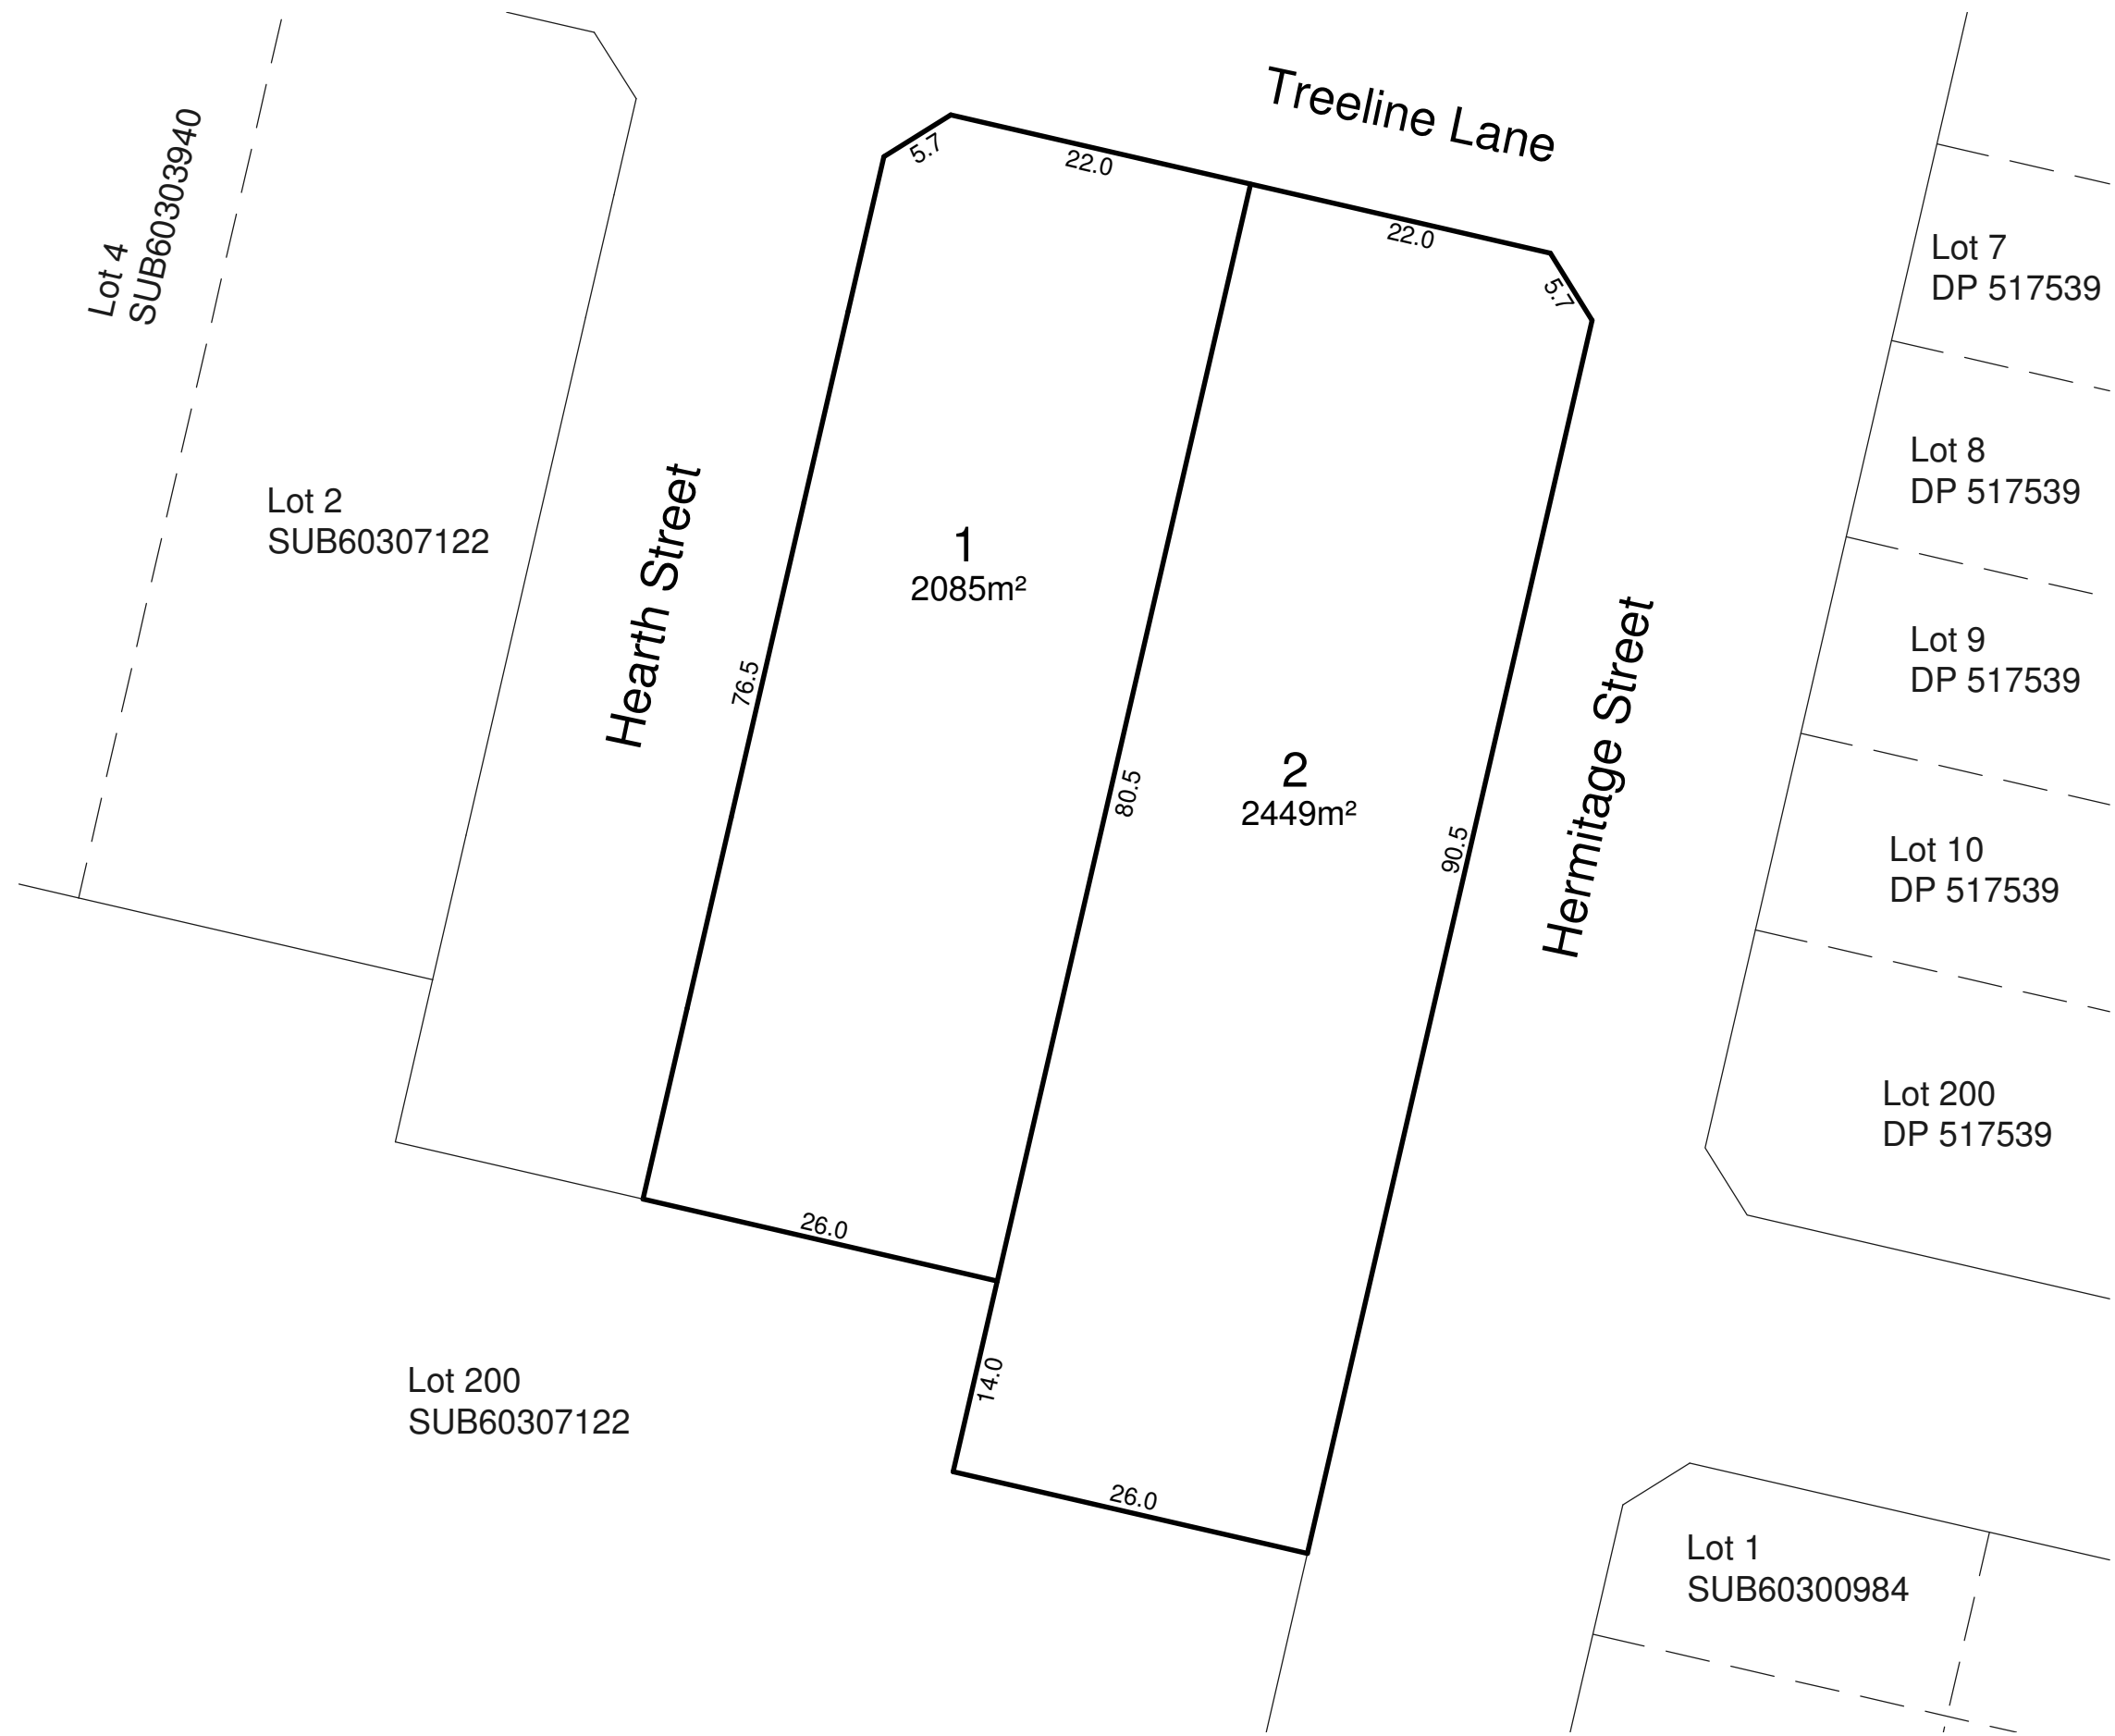 Treeline Lane
Lot 4
SUB60303940
5.7
22.0
22.0
5.7
Lot 7
DP 517539
Lot 2
SUB60307122
Hearth Street
1
2085m²
Lot 8
DP 517539
76.5
80.5
2
2449m²
90.5
Hermitage Street
Lot 9
DP 517539
Lot 10
DP 517539
Lot 200
DP 517539
26.0
14.0
Lot 200
SUB60307122
26.0
Lot 1
SUB60300984